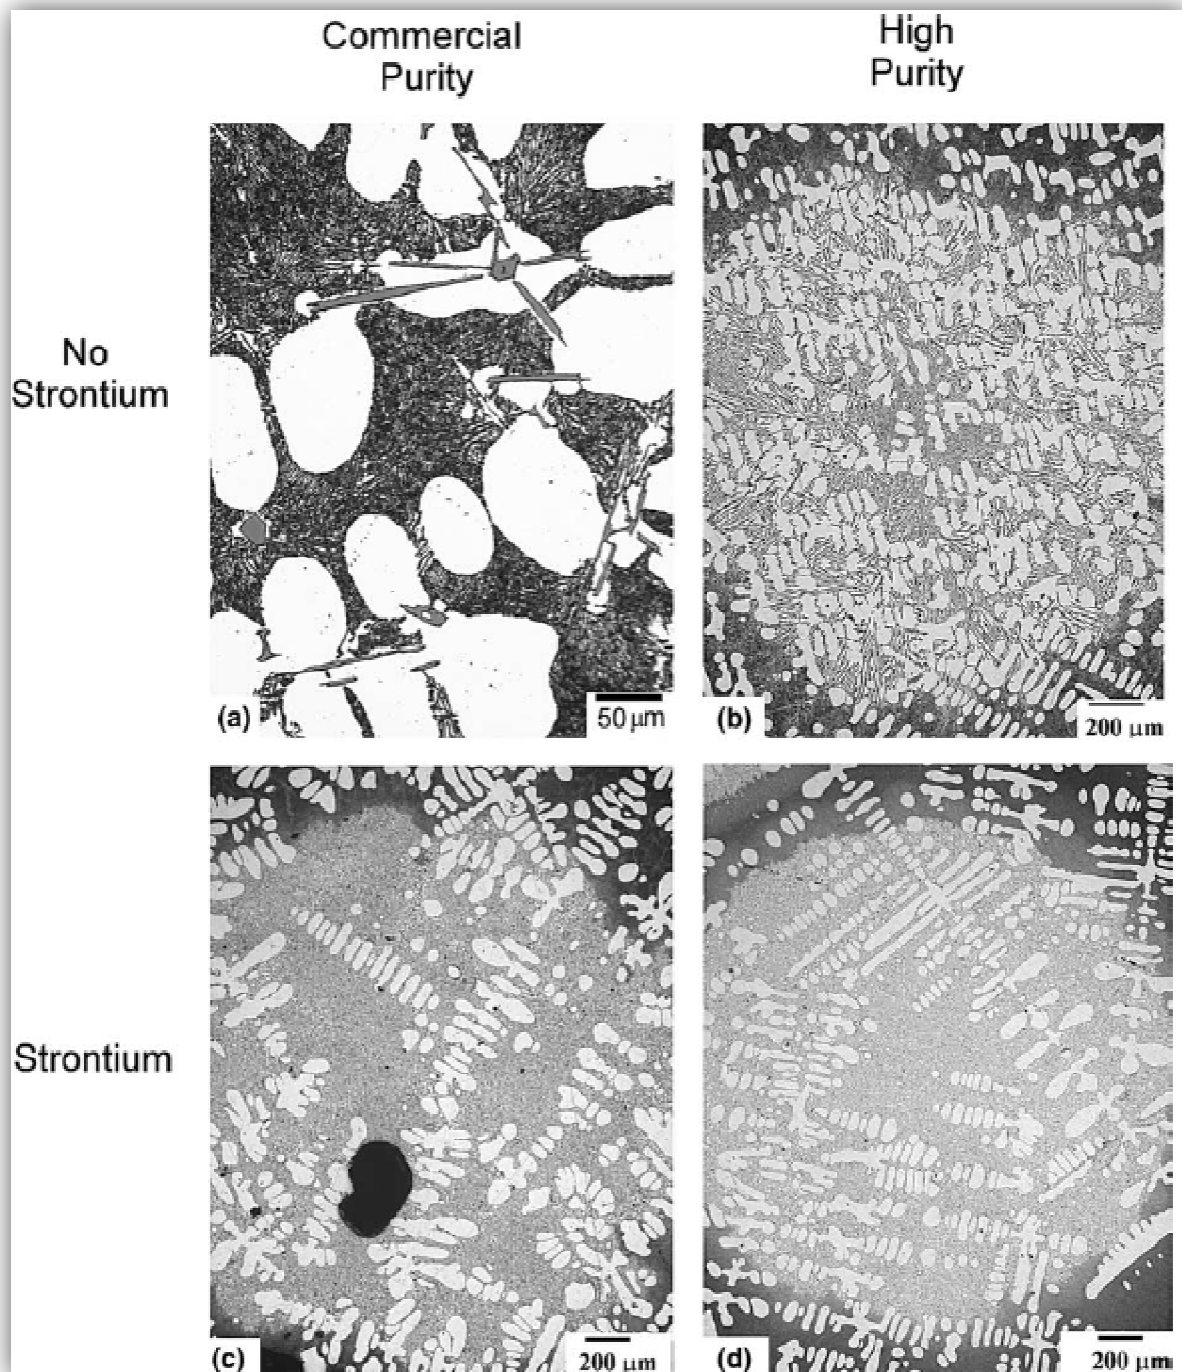 Commercial
Purity
High
Purity
No
Strontium
(a)
50 μm
(b)
200 μm
Strontium
(c)
200 μm
(d)
200 μm